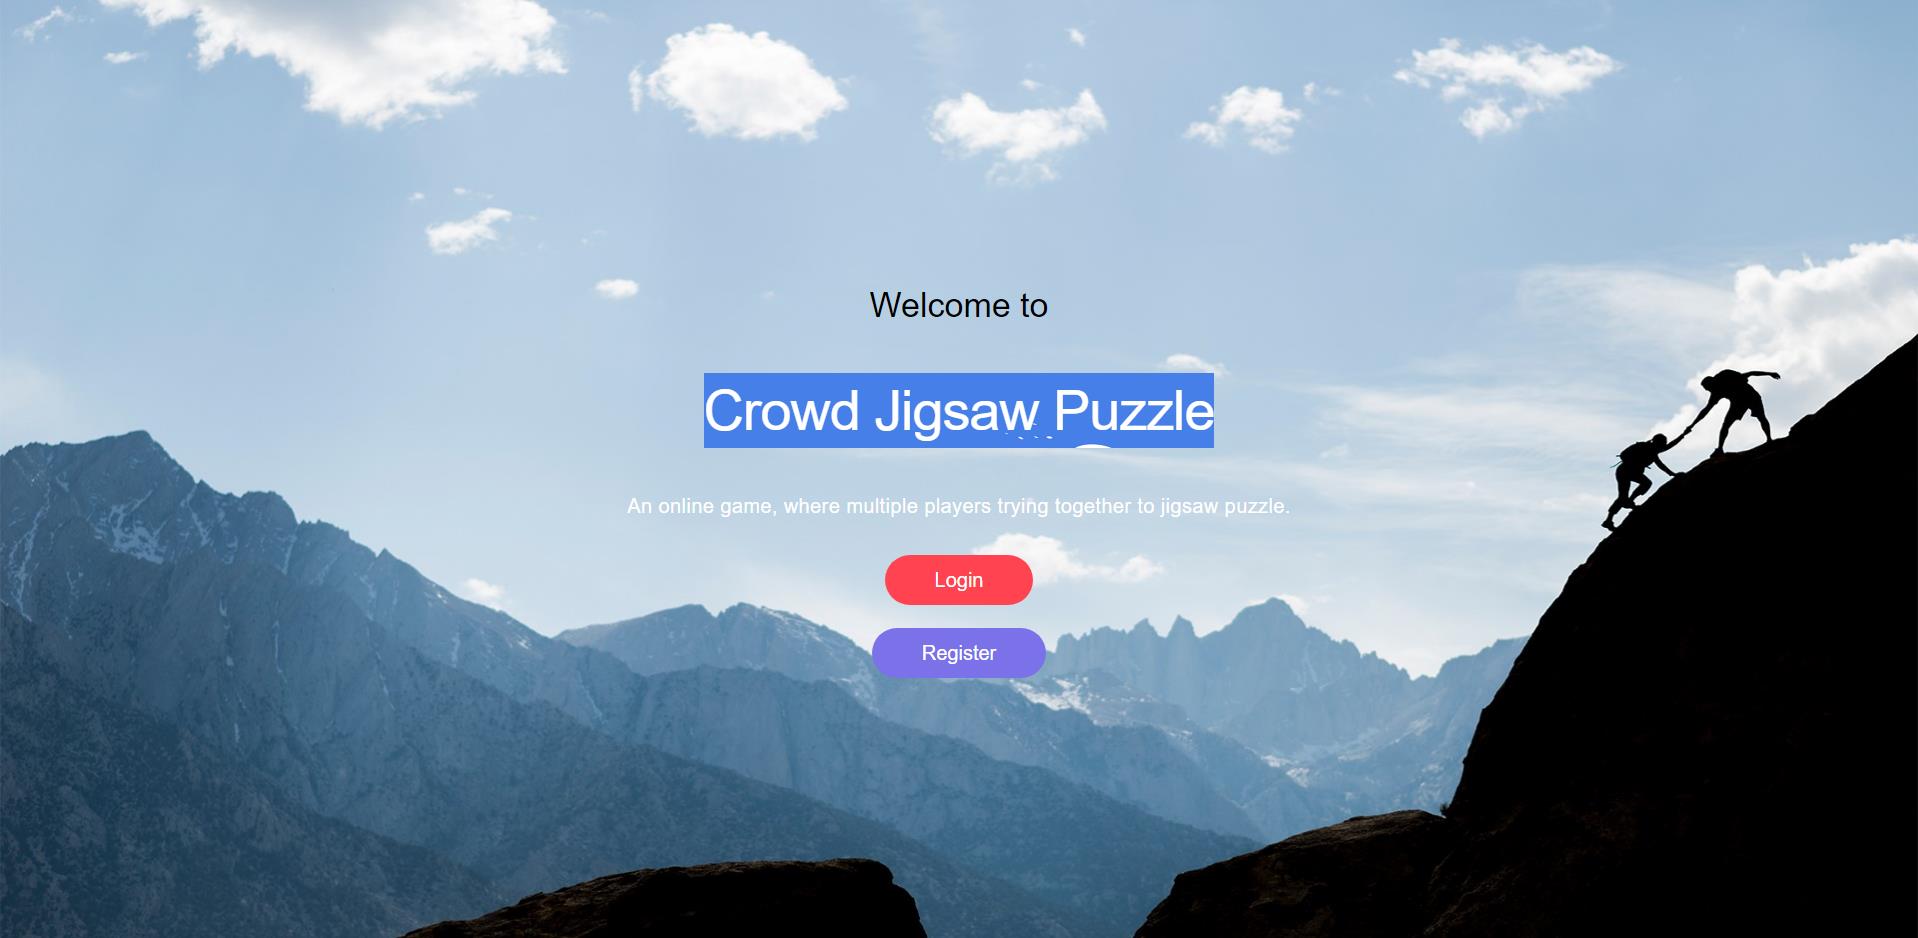 Welcome to
Crowd Jigsaw Puzzle
An online game, where multiple players trying together to jigsaw puzzle.
Login
Register